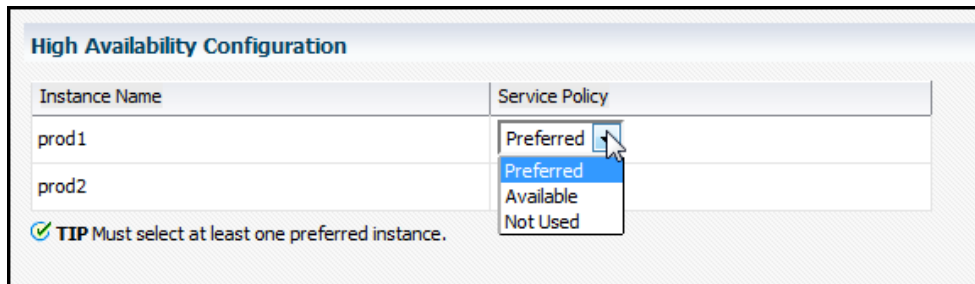 High Availability Configuration
Instance Name Service Policy
prod1 Preferred
Preferred
prod2 Available
Not Used
TIP Must select at least one preferred instance.